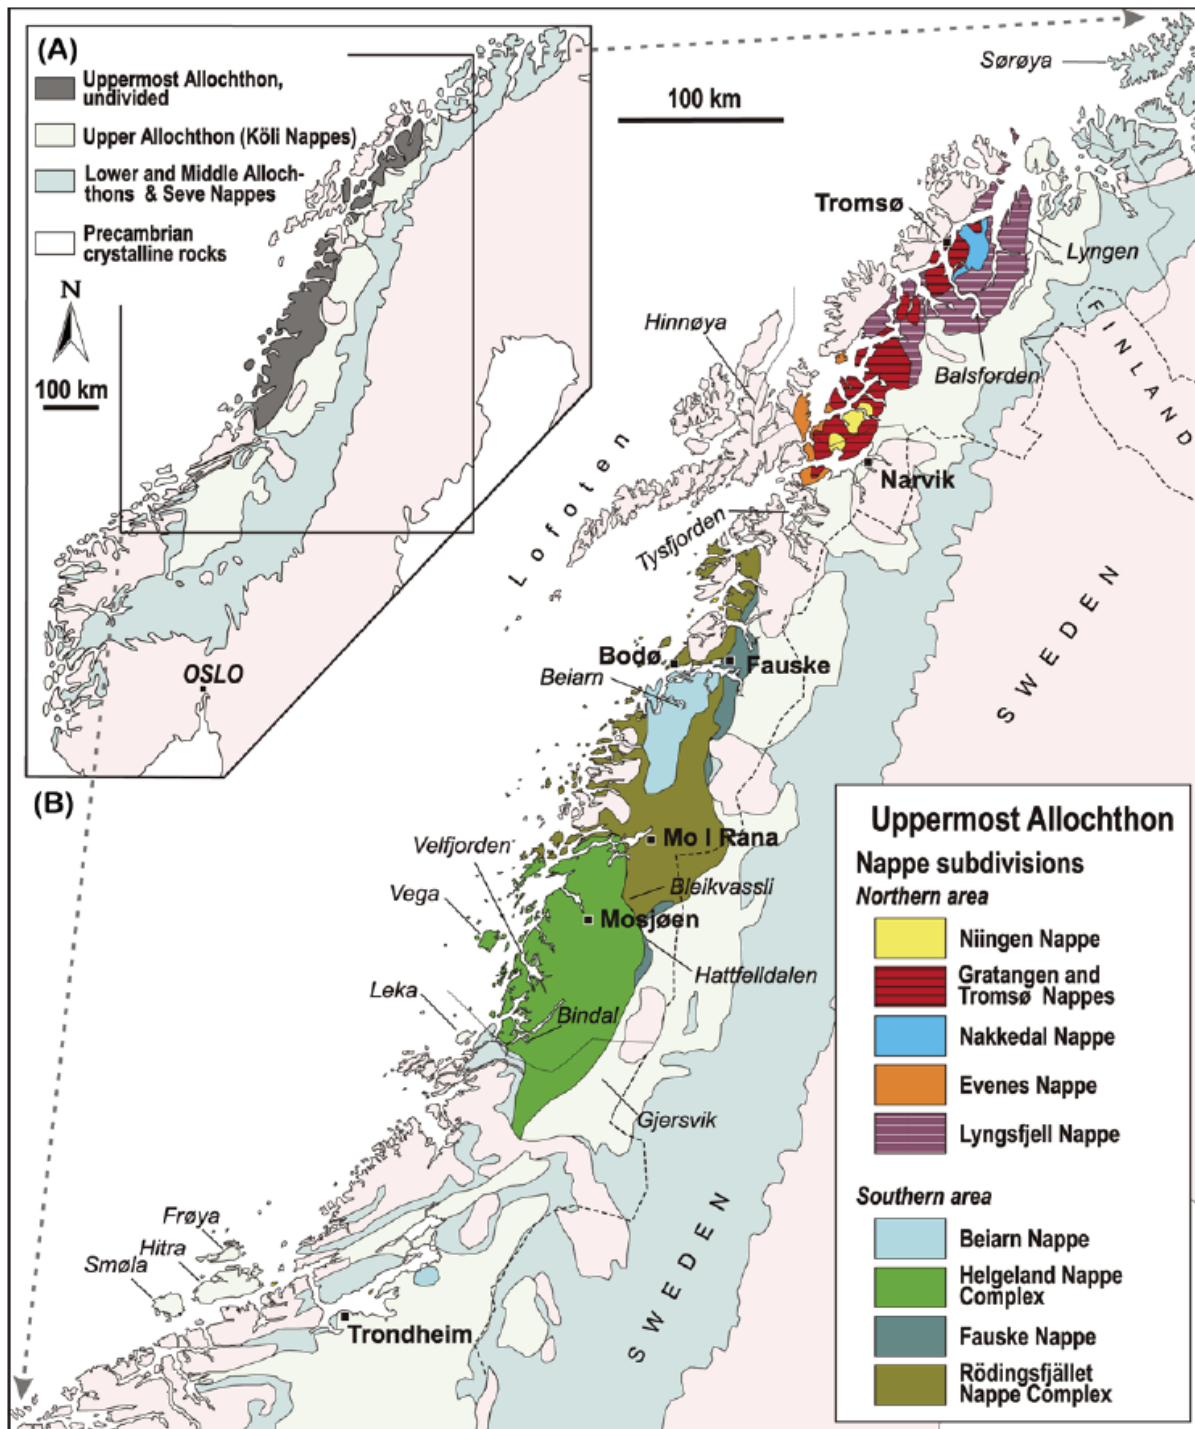 (A)
Uppermost Allochthon,
undivided
Upper Allochthon (Köli Nappes)
Lower and Middle Alloch-
thons & Seve Nappes
Precambrian
crystalline rocks
N
100 km
OSLO
(B)
100 km
Sørøya
Tromsø
Lyngen
Hinnøya
Balsforden
FINLAND
Lofoten
Narvik
Tysfjorden
SWEDEN
Bodø
Fauske
Beiarn
Velfjorden
Mo I Rana
Vega
Bleikvassli
Mosjøen
Hattfelldalen
Leka
Bindal
Gjersvik
SWEDEN
Frøya
Hitra
Smøla
Trondheim
Uppermost Allochthon
Nappe subdivisions
Northern area
Niingen Nappe
Gratangen and
Tromsø Nappes
Nakkedal Nappe
Evenes Nappe
Lyngsfjell Nappe
Southern area
Beiarn Nappe
Helgeland Nappe
Complex
Fauske Nappe
Rödingsfjället
Nappe Complex